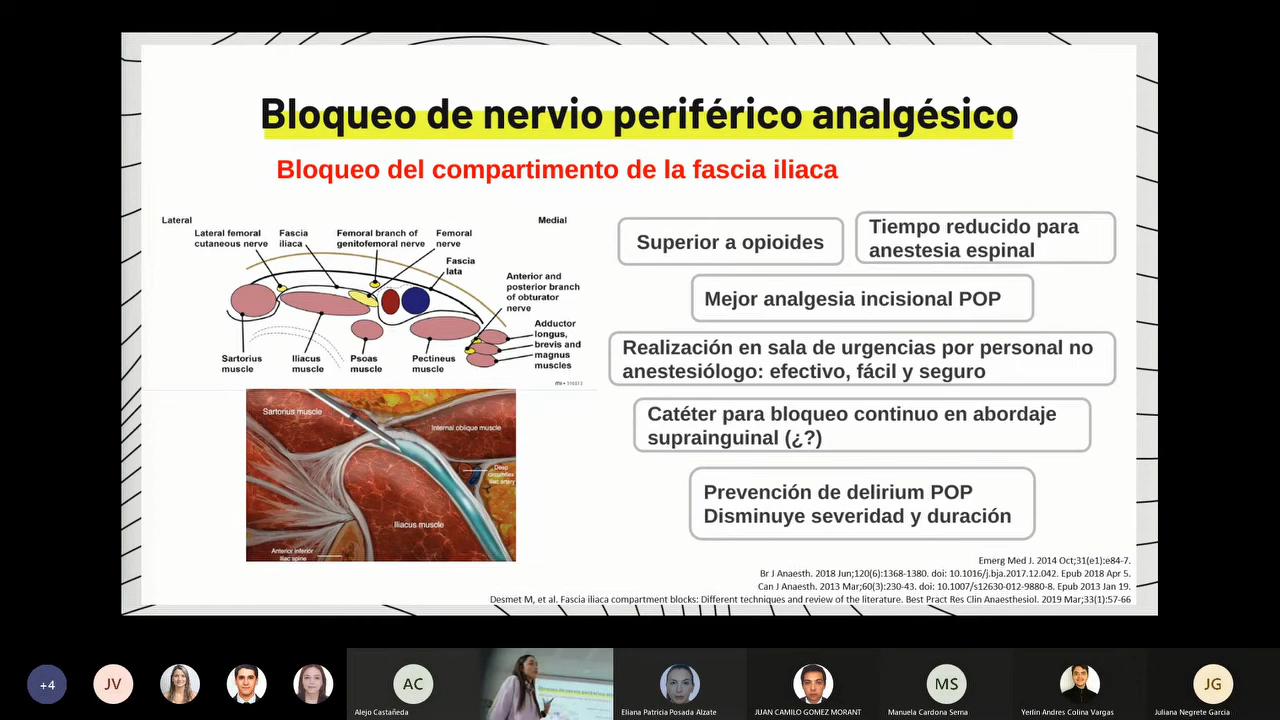 Bloqueo de nervio periférico analgésico
Bloqueo del compartimento de la fascia iliaca
Lateral
Medial
Lateral femoral
cutaneous nerve
Fascia
iliaca
Femoral branch of
genitofemoral nerve
Femoral
nerve
Fascia
lata
Anterior and
posterior branch
of obturator
nerve
Adductor
longus,
brevis and
magnus
muscles
Sartorius
muscle
Iliacus
muscle
Psoas
muscle
Pectineus
muscle
Sartorius muscle
Internal oblique muscle
Deep
circumflex
iliac artery
Iliacus muscle
Anterior inferior
iliac spine
Superior a opioides
Tiempo reducido para
anestesia espinal
Mejor analgesia incisional POP
Realización en sala de urgencias por personal no
anestesiólogo: efectivo, fácil y seguro
Catéter para bloqueo continuo en abordaje
suprainguinal (¿?)
Prevención de delirium POP
Disminuye severidad y duración
Emerg Med J. 2014 Oct;31(e1):e84-7.
Br J Anaesth. 2018 Jun;120(6):1368-1380. doi: 10.1016/j.bja.2017.12.042. Epub 2018 Apr 5.
Can J Anaesth. 2013 Mar;60(3):230-43. doi: 10.1007/s12630-012-9880-8. Epub 2013 Jan 19.
Desmet M, et al. Fascia iliaca compartment blocks: Different techniques and review of the literature. Best Pract Res Clin Anaesthesiol. 2019 Mar;33(1):57-66
+4
JV
AC
MS
JG
Alejo Castañeda
Eliana Patricia Posada Alzate
JUAN CAMILO GOMEZ MORANT
Manuela Cardona Serna
Yerlin Andres Colina Vargas
Juliana Negrete Garcia